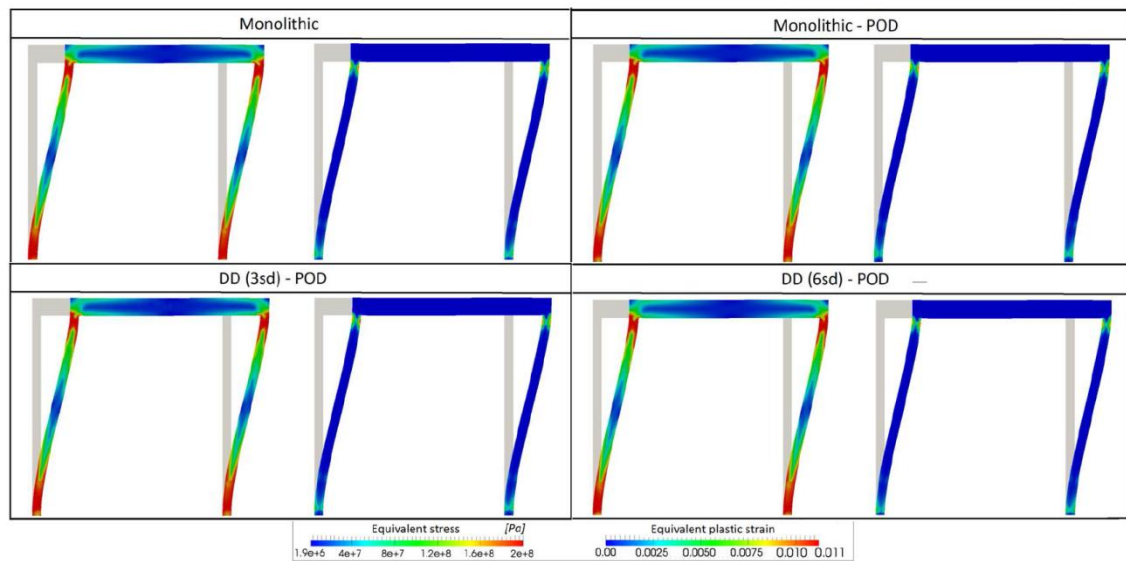 Monolithic
Monolithic - POD
DD (3sd) - POD
DD (6sd) - POD
Equivalent stress [Pa]
1.9e+6 4e+7 8e+7 1.2e+8 1.6e+8 2e+8
Equivalent plastic strain
0.00 0.0025 0.0050 0.0075 0.010 0.011